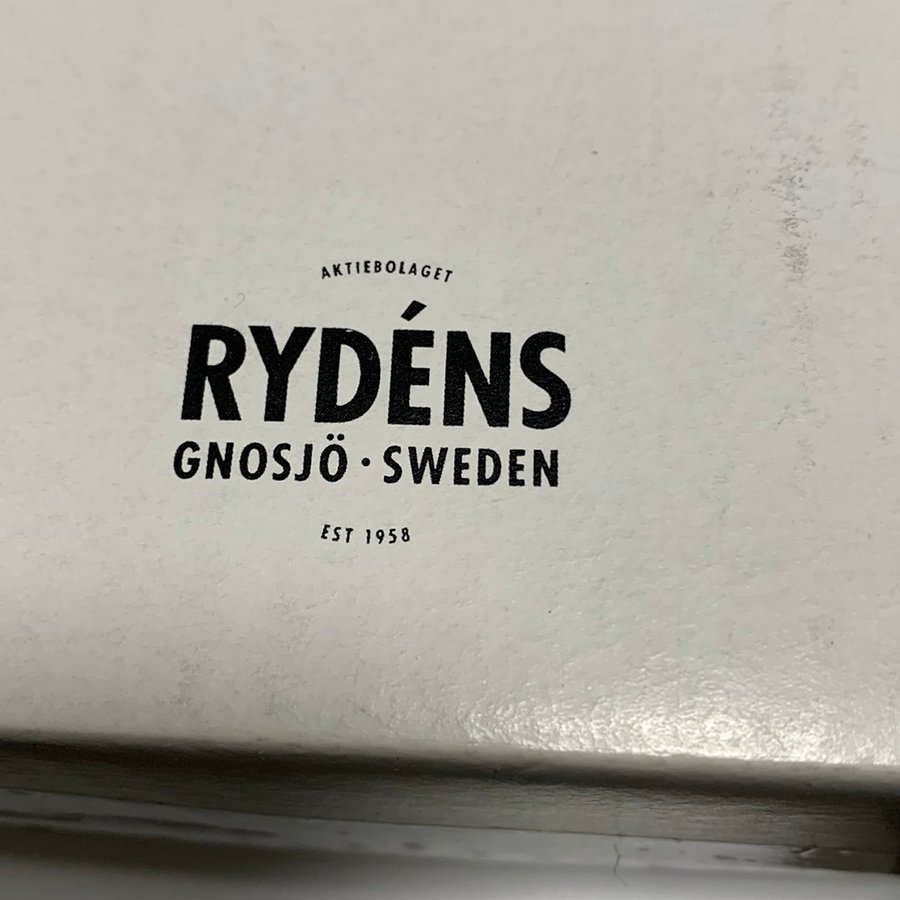 AKTIEBOLAGET
RYDÉNS
GNOSJÖ · SWEDEN
EST 1958